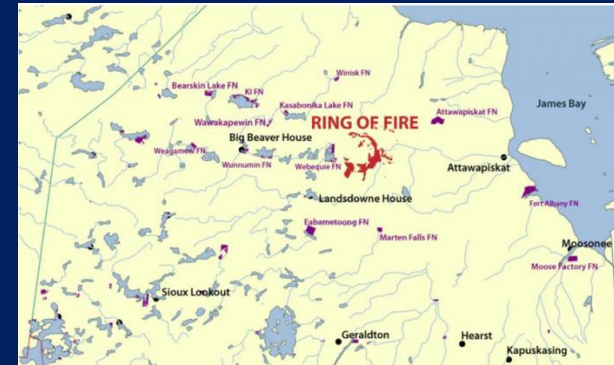 Winisk FN
Bearskin Lake FN
KI FN
Kasabonika Lake FN
Attawapiskat FN
James Bay
Wawakapewin FN
RING OF FIRE
Big Beaver House
Weagamow FN
Wunnumin FN
Webequie FN
Attawapiskat
Landsdowne House
Fort Albany FN
Eabametoong FN
Marten Falls FN
Moosonee
Moose Factory FN
Sioux Lookout
Geraldton
Hearst
Kapuskasing